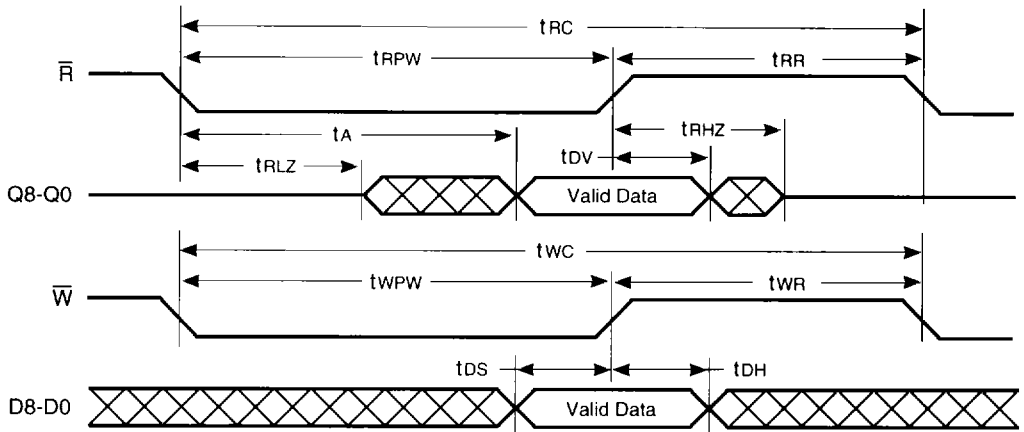 tRC
tRPW tRR
R̅
tA tRHZ
tRLZ tDV
Q8-Q0 Valid Data
tWC
tWPW tWR
W̅
tDS tDH
D8-D0 Valid Data